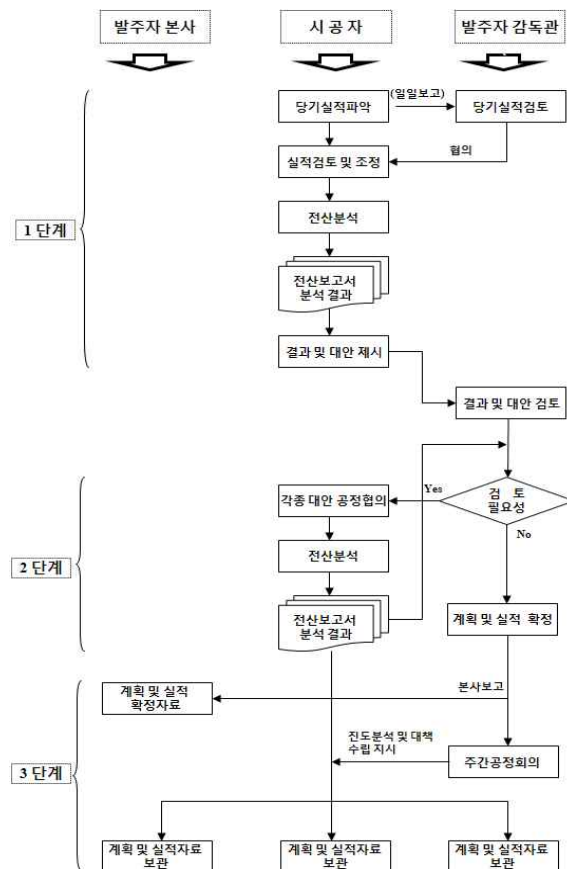 발주자 본사
시 공 자
발주자 감독관
당기실적파악
(일일보고)
당기실적검토
협의
실적검토 및 조정
전산분석
1 단계
전산보고서
분석 결과
결과 및 대안 제시
결과 및 대안 검토
각종 대안 공정협의
Yes
검 토
필요성
No
전산분석
2 단계
전산보고서
분석 결과
계획 및 실적 확정
계획 및 실적
확정자료
본사보고
진도분석 및 대책
수립 지시
주간공정회의
3 단계
계획 및 실적자료
보관
계획 및 실적자료
보관
계획 및 실적자료
보관